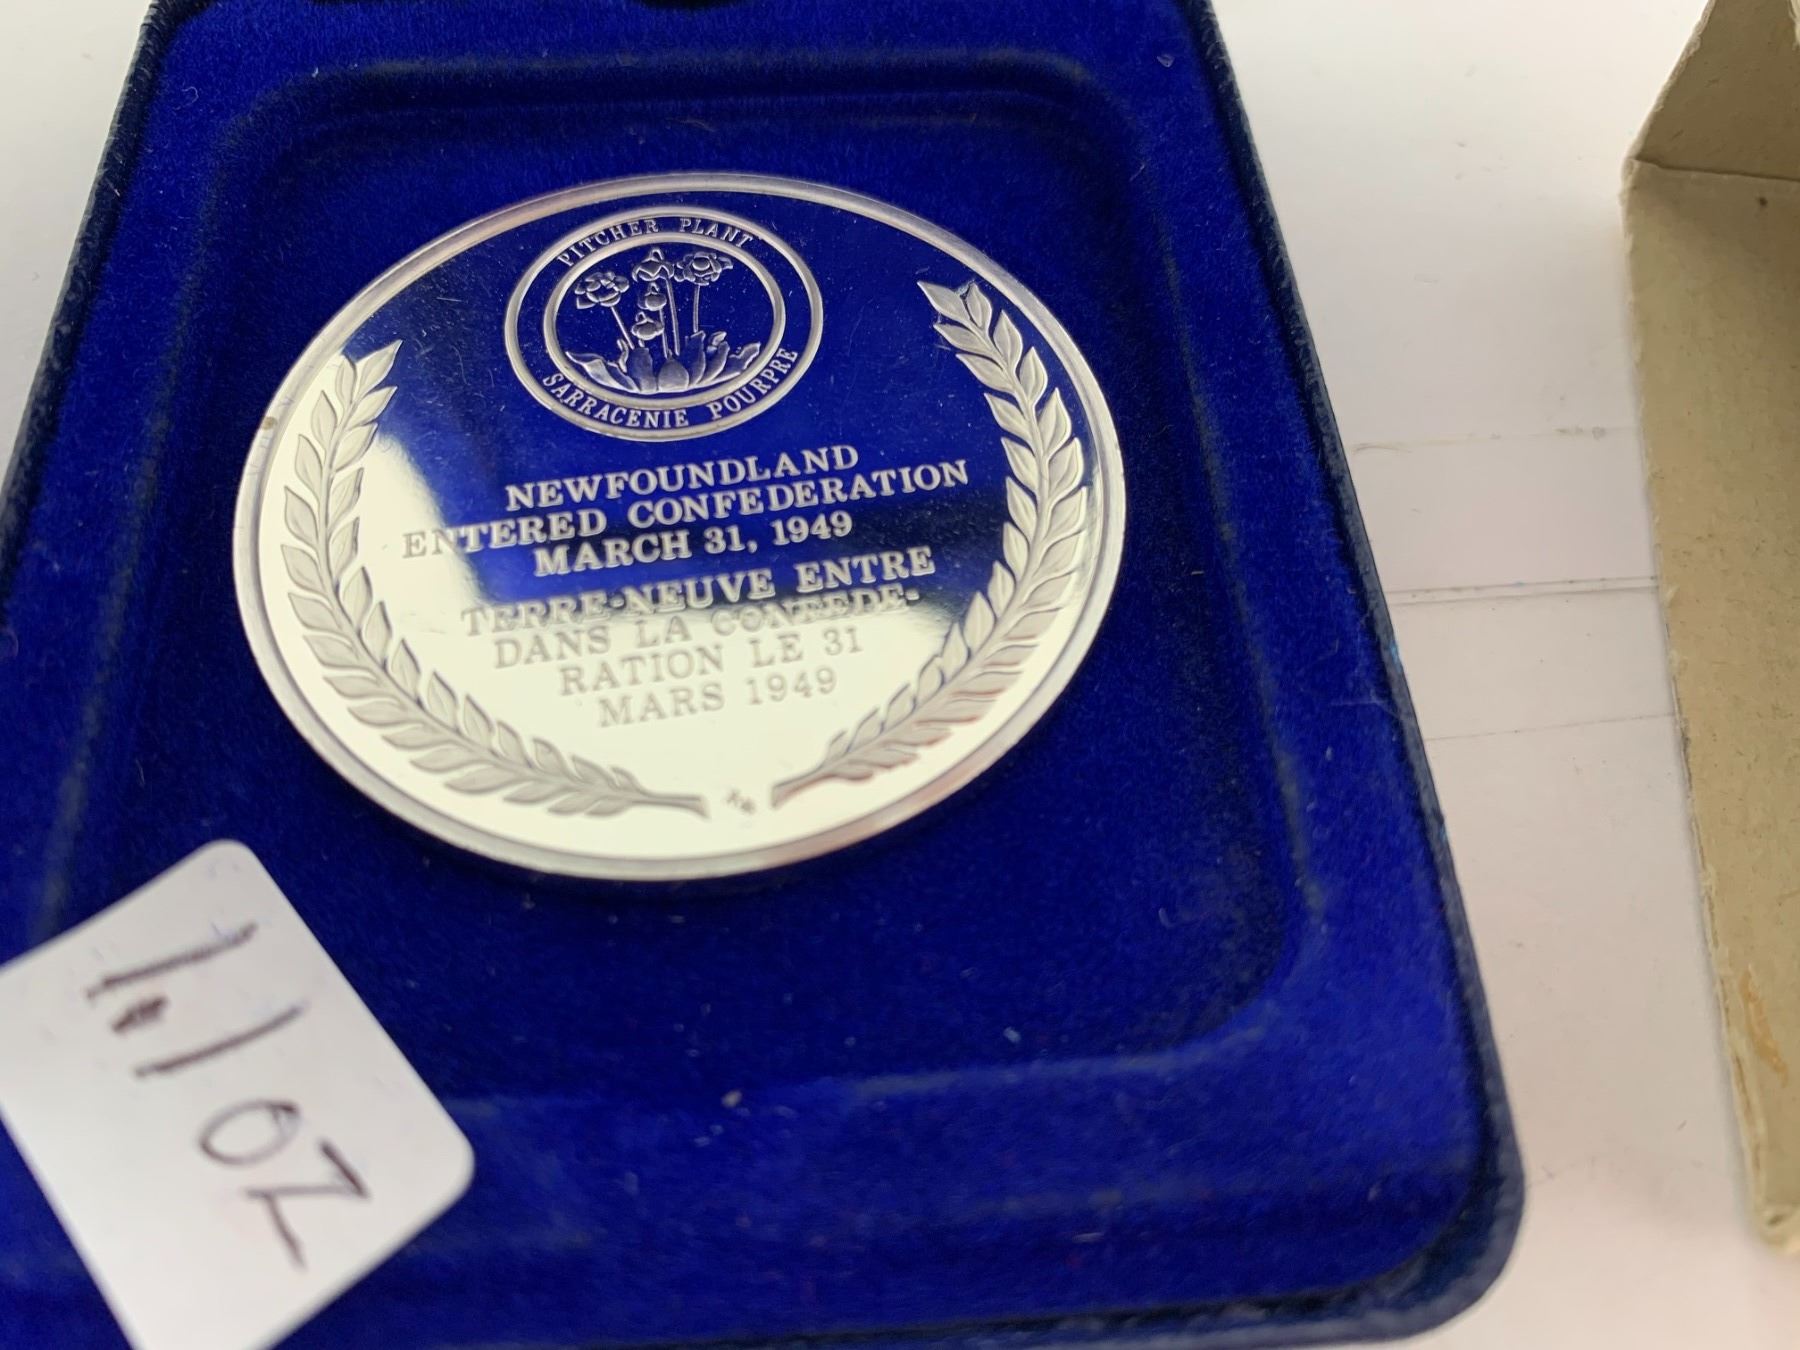 PITCHER PLANT
SARRACENIE POURPRE
NEWFOUNDLAND
ENTERED CONFEDERATION
MARCH 31, 1949
TERRE-NEUVE ENTRE
DANS LA CONFEDE-
RATION LE 31
MARS 1949
OZ